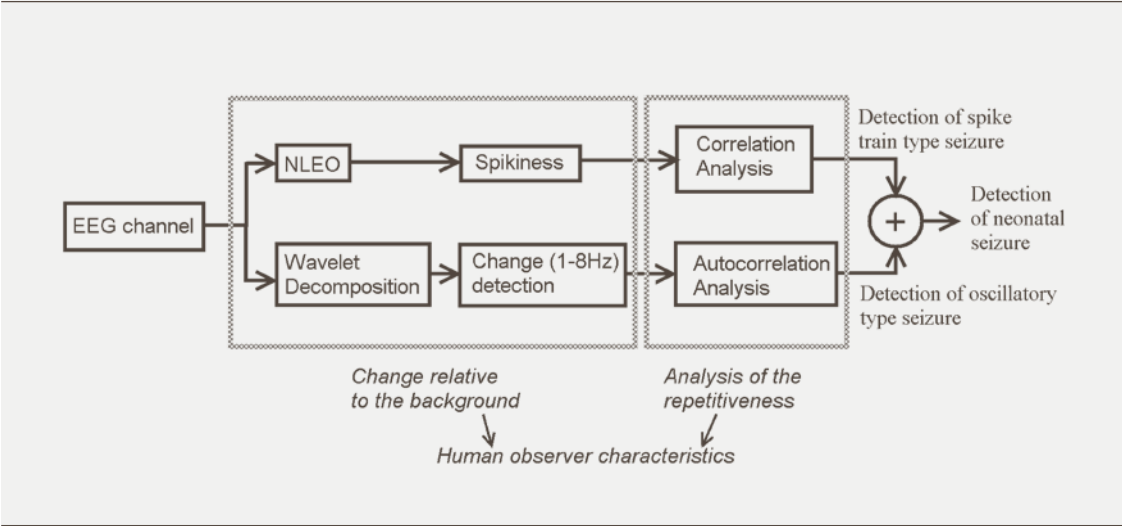 Detection of spike
train type seizure
NLEO
Spikiness
Correlation
Analysis
EEG channel
+
Detection
of neonatal
seizure
Wavelet
Decomposition
Change (1-8Hz)
detection
Autocorrelation
Analysis
Detection of oscillatory
type seizure
Change relative
to the background
Analysis of the
repetitiveness
Human observer characteristics